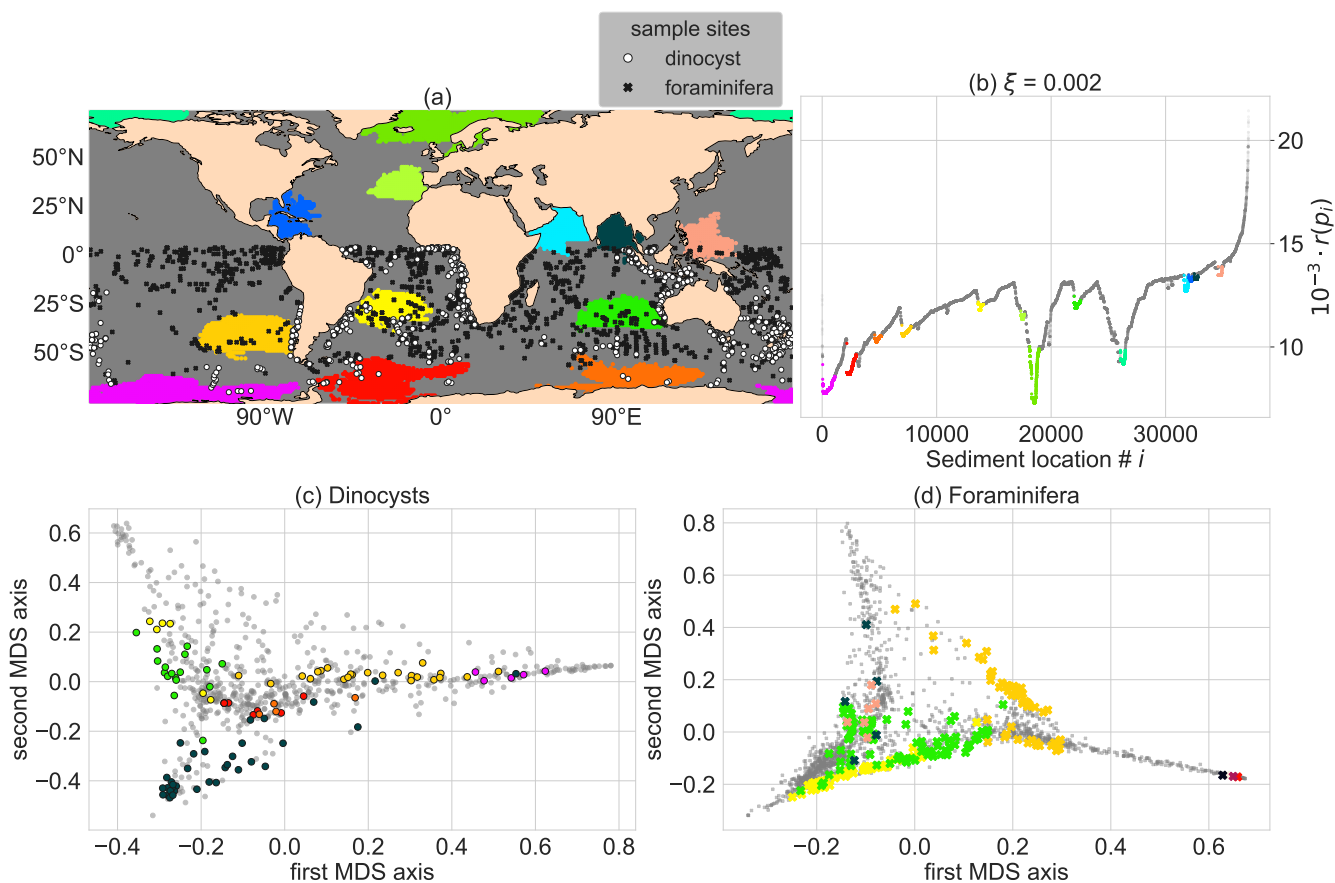 sample sites
dinocyst
foraminifera
(a)
50°N
25°N
0°
25°S
50°S
90°W
0°
90°E
(b) ξ = 0.002
20
15
10
10⁻³ · r(pᵢ)
0
10000
20000
30000
Sediment location # i
(c) Dinocysts
0.6
0.4
0.2
0.0
−0.2
−0.4
second MDS axis
−0.4
−0.2
0.0
0.2
0.4
0.6
0.8
first MDS axis
(d) Foraminifera
0.8
0.6
0.4
0.2
0.0
−0.2
second MDS axis
−0.2
0.0
0.2
0.4
0.6
first MDS axis